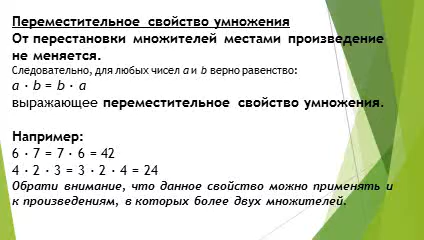 Переместительное свойство умножения
От перестановки множителей местами произведение
не меняется.
Следовательно, для любых чисел a и b верно равенство:
a · b = b · a
выражающее переместительное свойство умножения.
Например:
6 · 7 = 7 · 6 = 42
4 · 2 · 3 = 3 · 2 · 4 = 24
Обрати внимание, что данное свойство можно применять и
к произведениям, в которых более двух множителей.